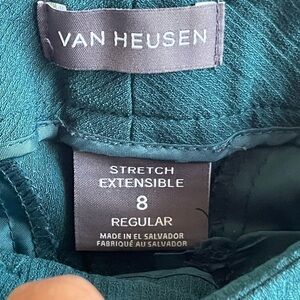 VAN HEUSEN
STRETCH
EXTENSIBLE
8
REGULAR
MADE IN EL SALVADOR
FABRIQUÉ AU SALVADOR